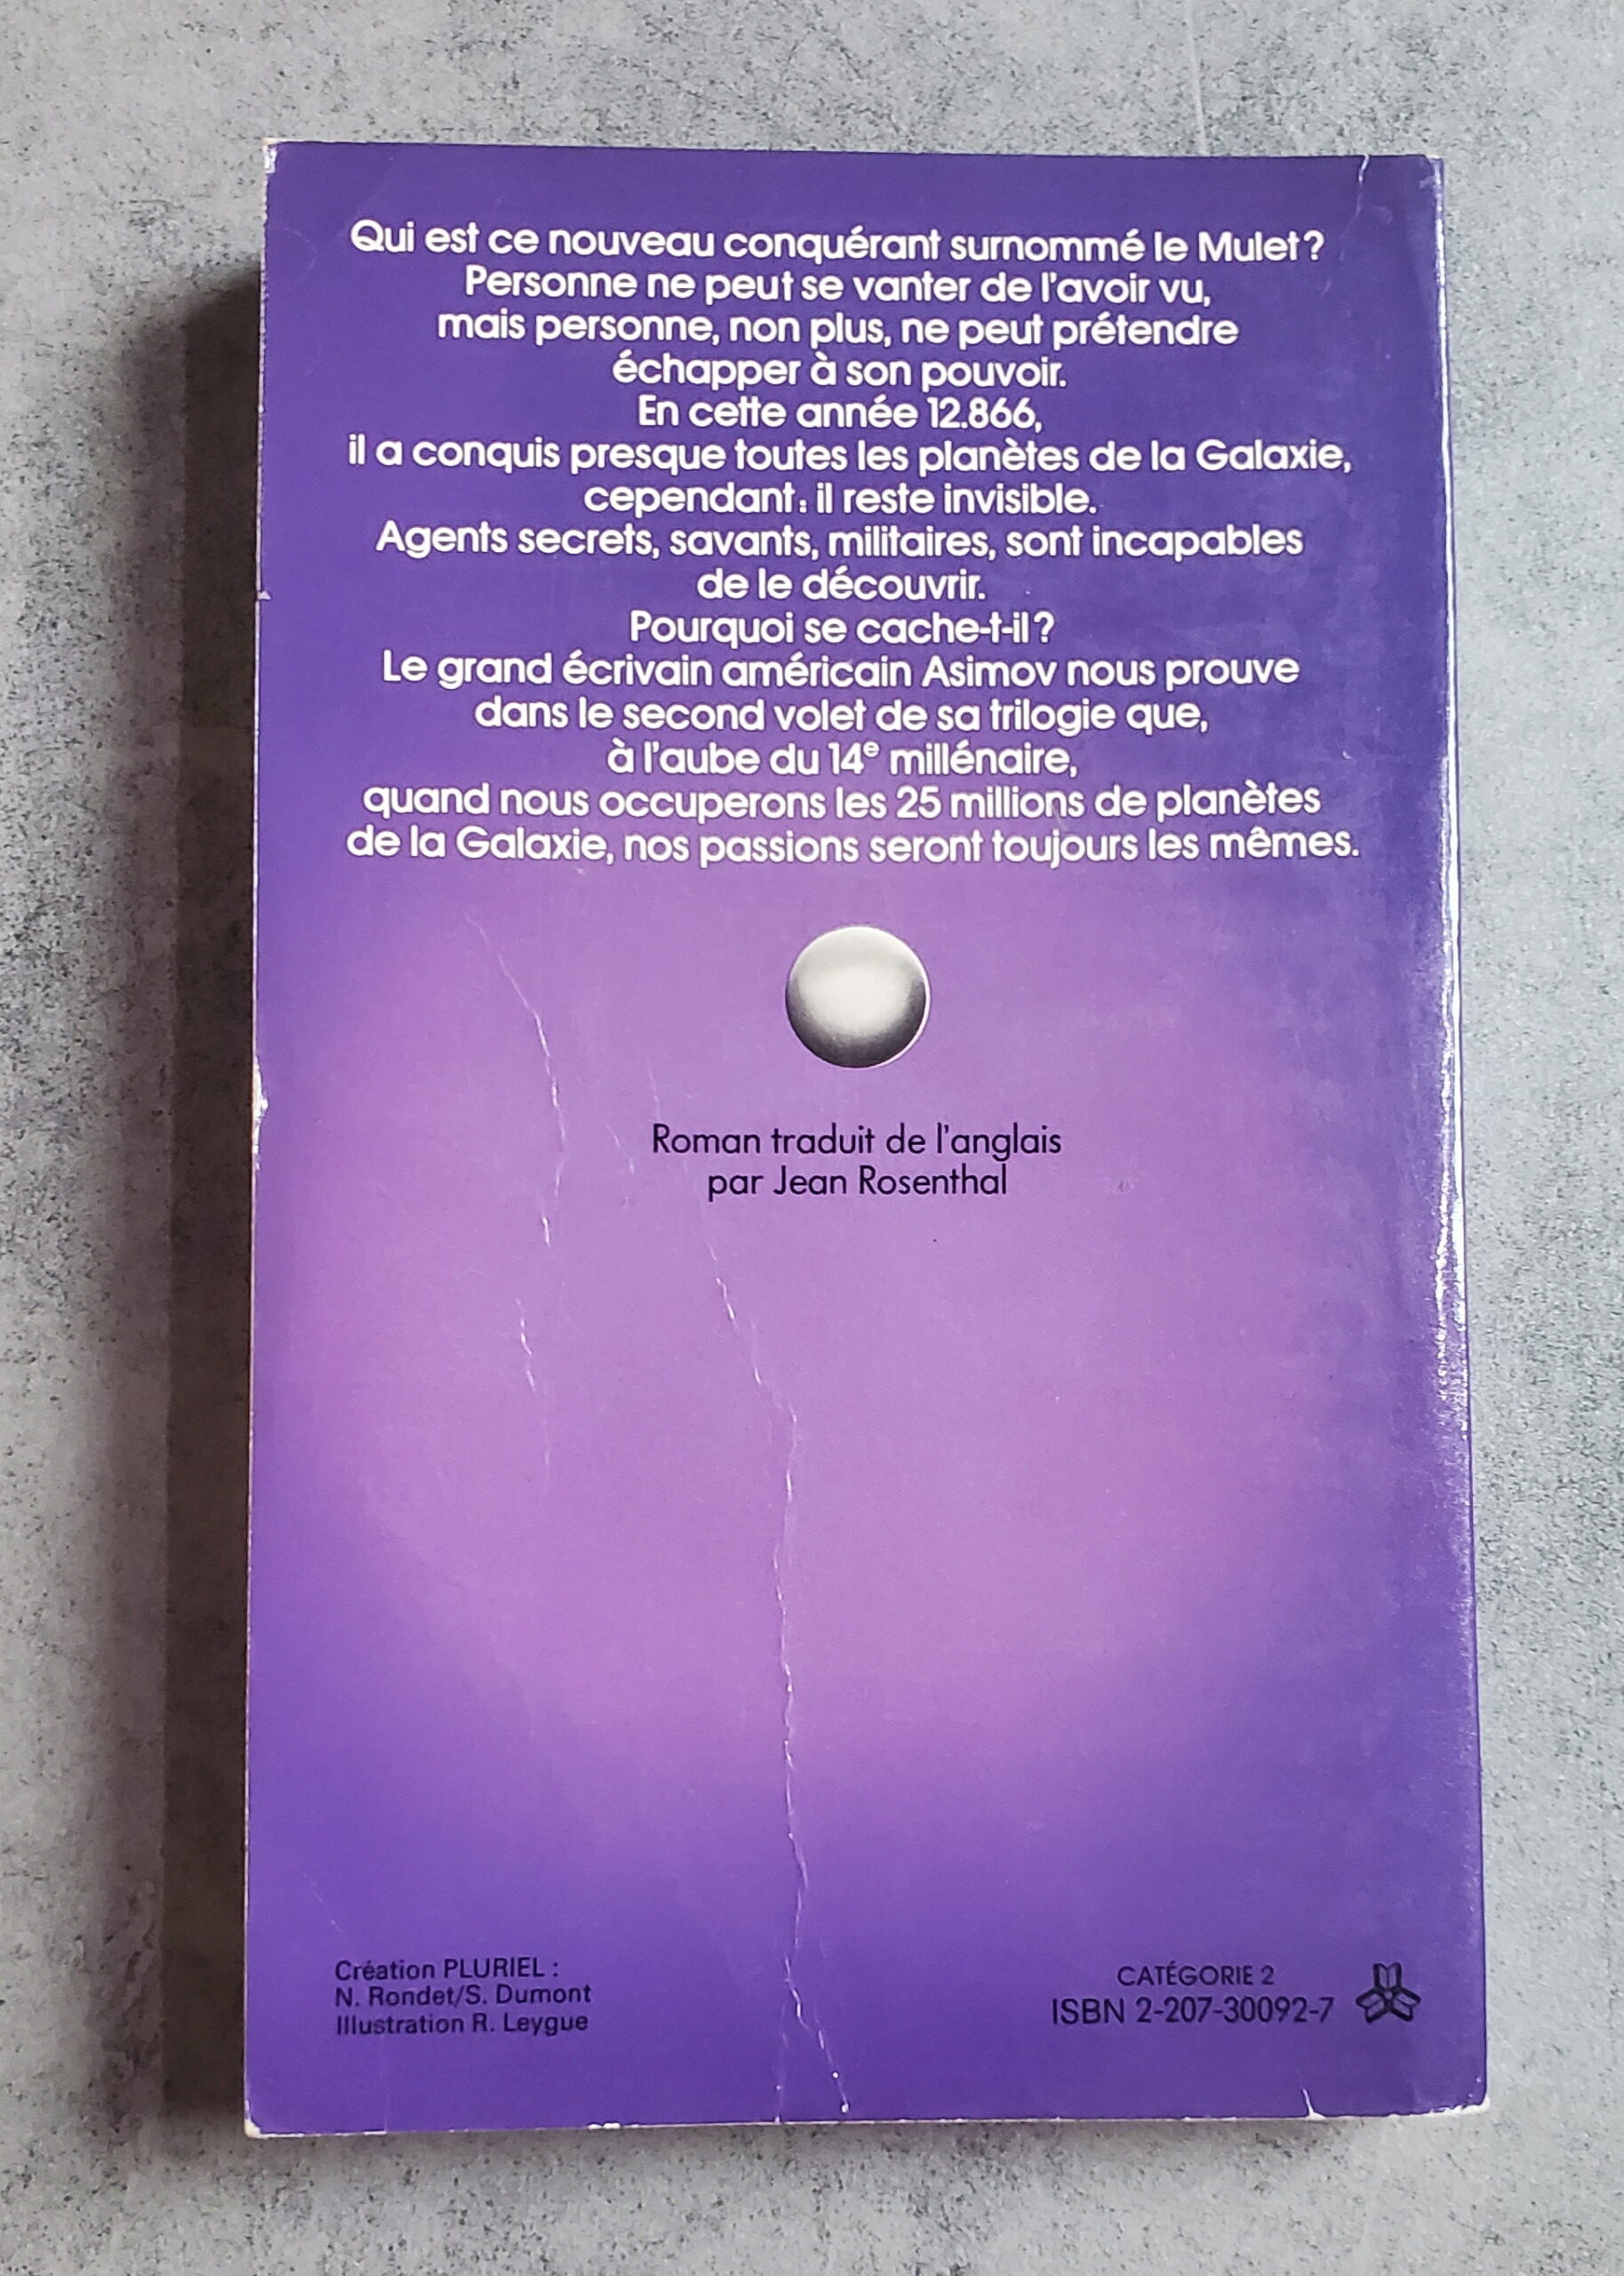 Qui est ce nouveau conquérant surnommé le Mulet?
Personne ne peut se vanter de l'avoir vu,
mais personne, non plus, ne peut prétendre
échapper à son pouvoir.
En cette année 12.866,
il a conquis presque toutes les planètes de la Galaxie,
cependant: il reste invisible.
Agents secrets, savants, militaires, sont incapables
de le découvrir.
Pourquoi se cache-t-il?
Le grand écrivain américain Asimov nous prouve
dans le second volet de sa trilogie que,
à l'aube du 14e millénaire,
quand nous occuperons les 25 millions de planètes
de la Galaxie, nos passions seront toujours les mêmes.
Roman traduit de l'anglais
par Jean Rosenthal
Création PLURIEL :
N. Rondet/S. Dumont
Illustration R. Leygue
CATÉGORIE 2
ISBN 2-207-30092-7